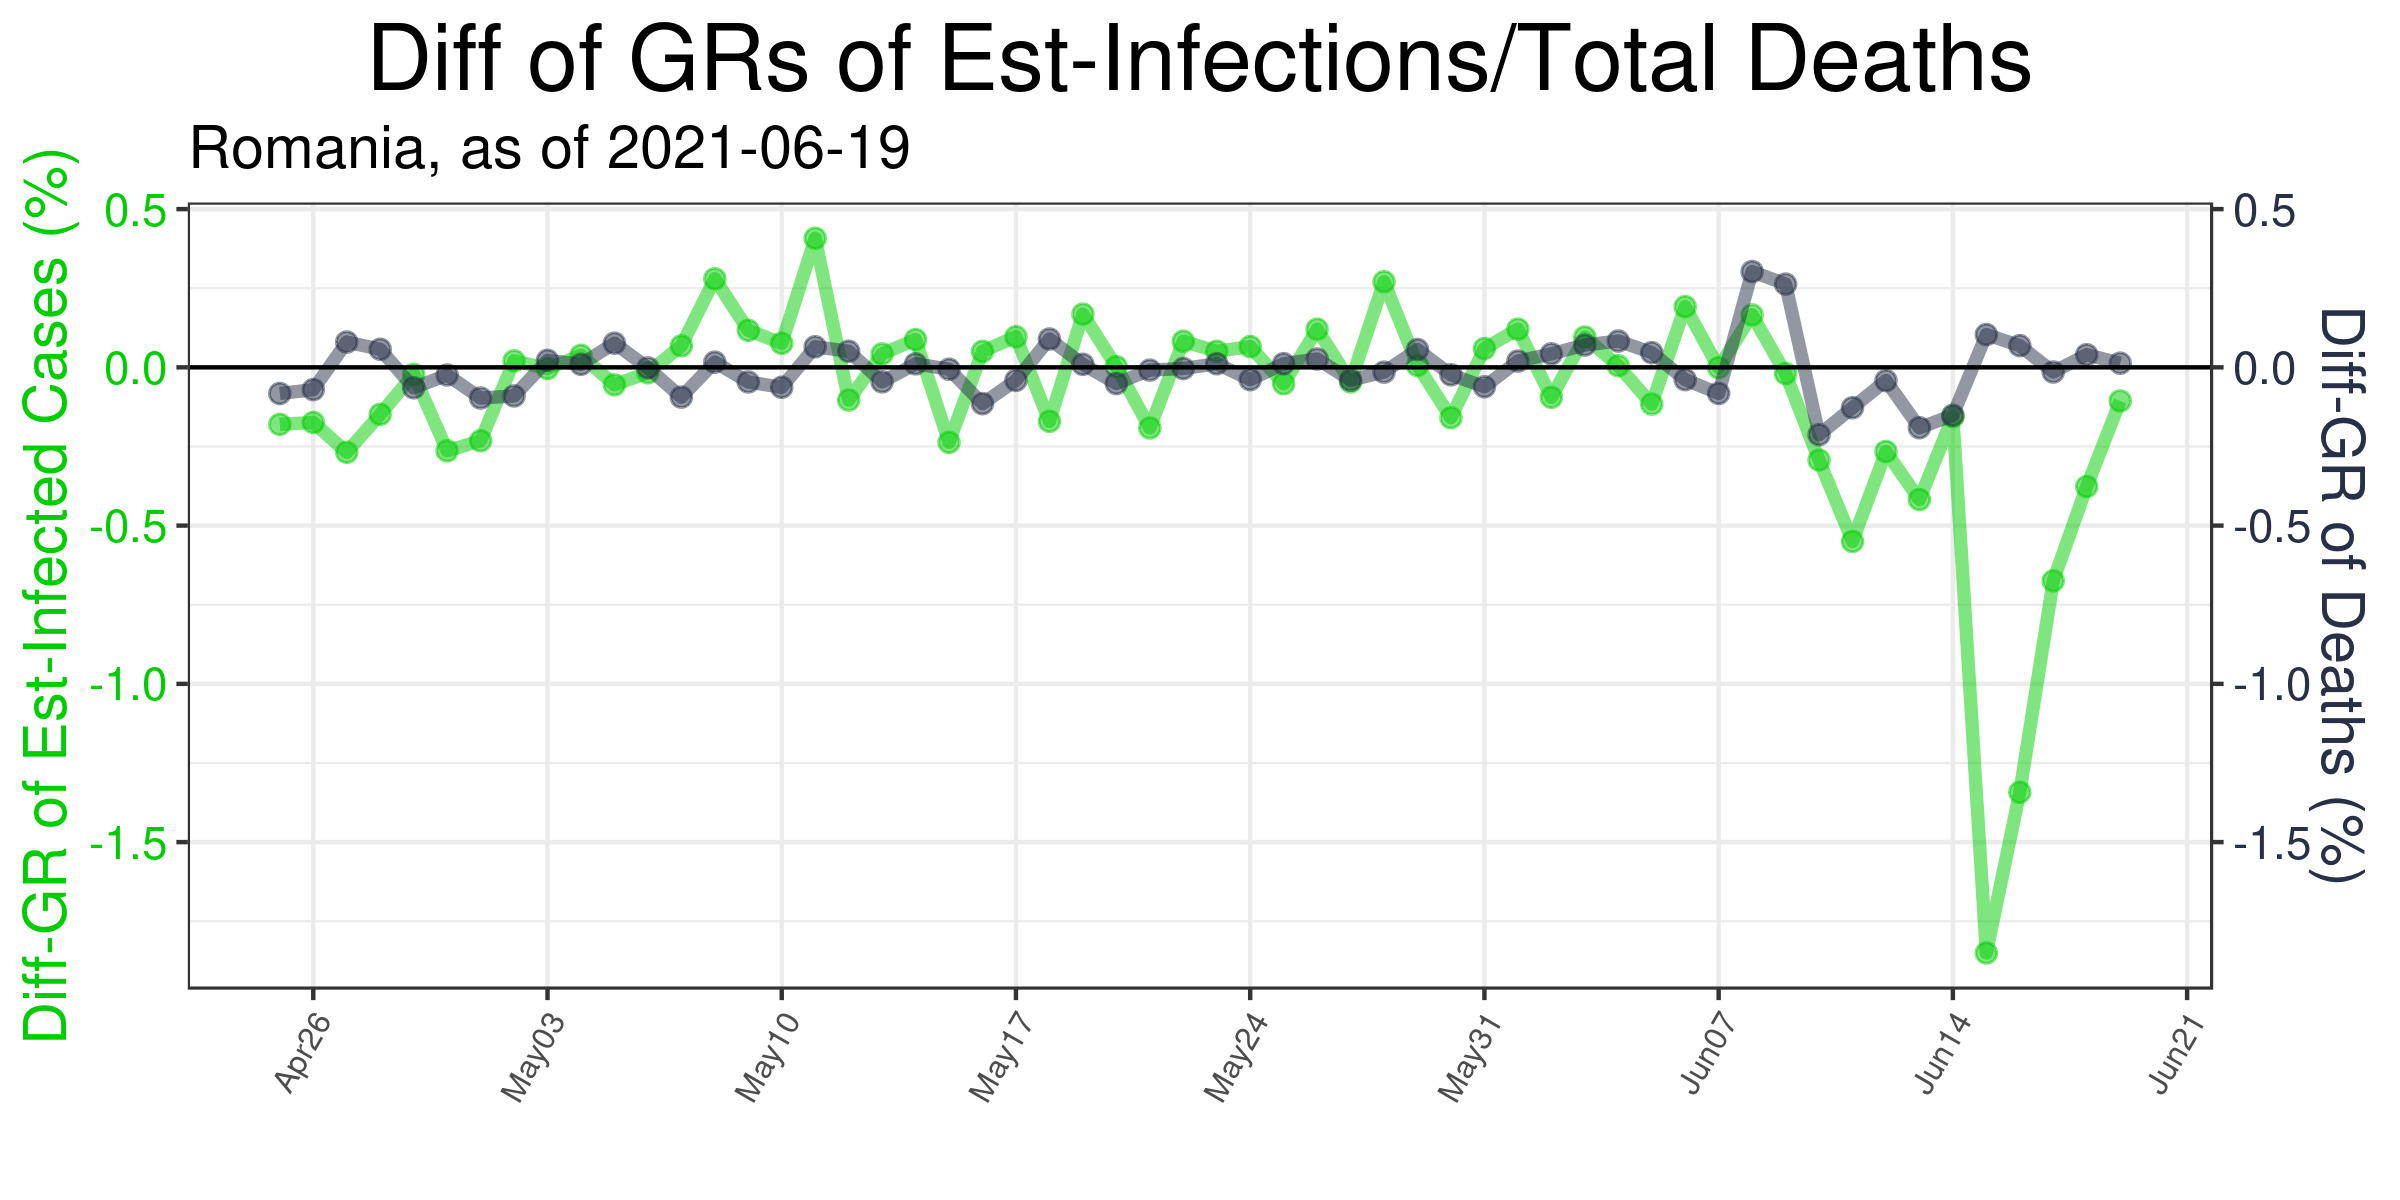 Diff of GRs of Est-Infections/Total Deaths
Romania, as of 2021-06-19
Diff-GR of Est-Infected Cases (%)
0.5
0.0
-0.5
-1.0
-1.5
0.5
0.0
-0.5
-1.0
-1.5
Diff-GR of Deaths (%)
Apr26
May03
May10
May17
May24
May31
Jun07
Jun14
Jun21